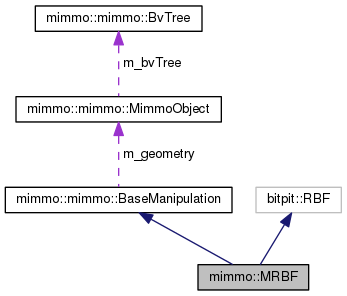 mimmo::mimmo::BvTree
m_bvTree
mimmo::mimmo::MimmoObject
m_geometry
mimmo::mimmo::BaseManipulation
bitpit::RBF
mimmo::MRBF